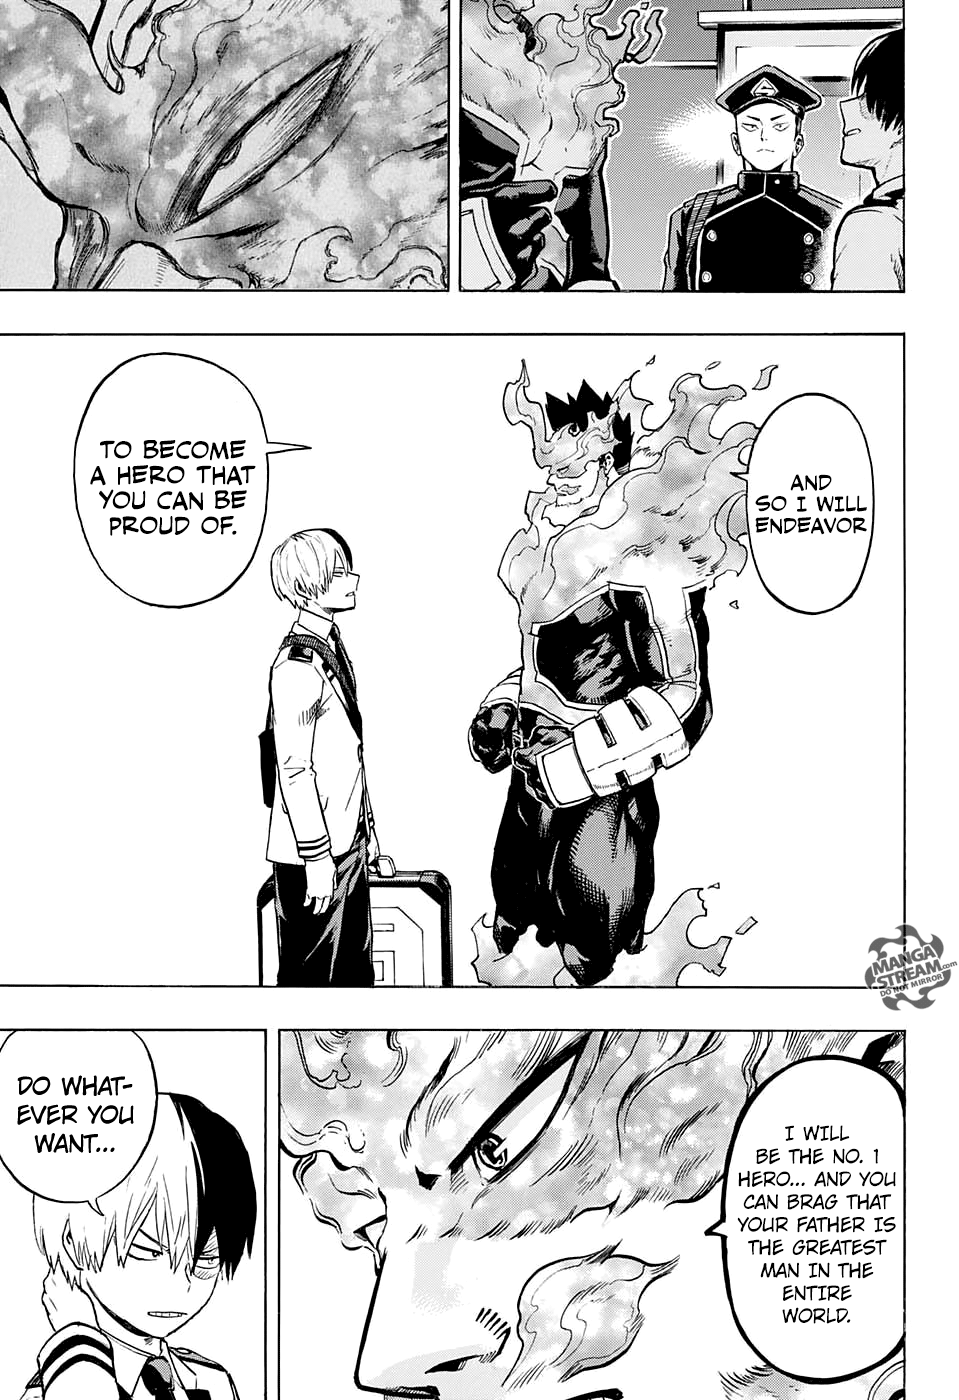 AND
SO I WILL
ENDEAVOR
TO BECOME
A HERO THAT
YOU CAN BE
PROUD OF.
MANGA
STREAM.com
DO NOT MIRROR
I WILL
BE THE NO. 1
HERO... AND YOU
CAN BRAG THAT
YOUR FATHER IS
THE GREATEST
MAN IN THE
ENTIRE
WORLD.
DO WHAT-
EVER YOU
WANT...